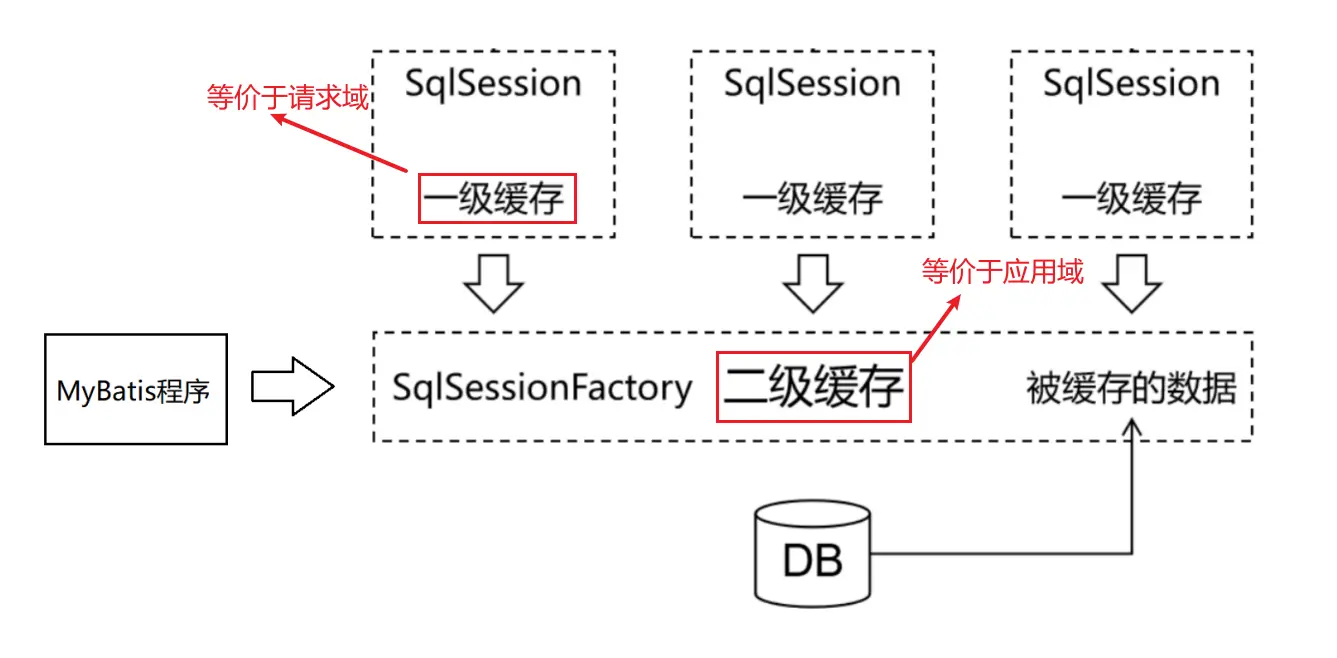 SqlSession
SqlSession
SqlSession
等价于请求域
一级缓存
一级缓存
一级缓存
等价于应用域
MyBatis程序
SqlSessionFactory
二级缓存
被缓存的数据
DB